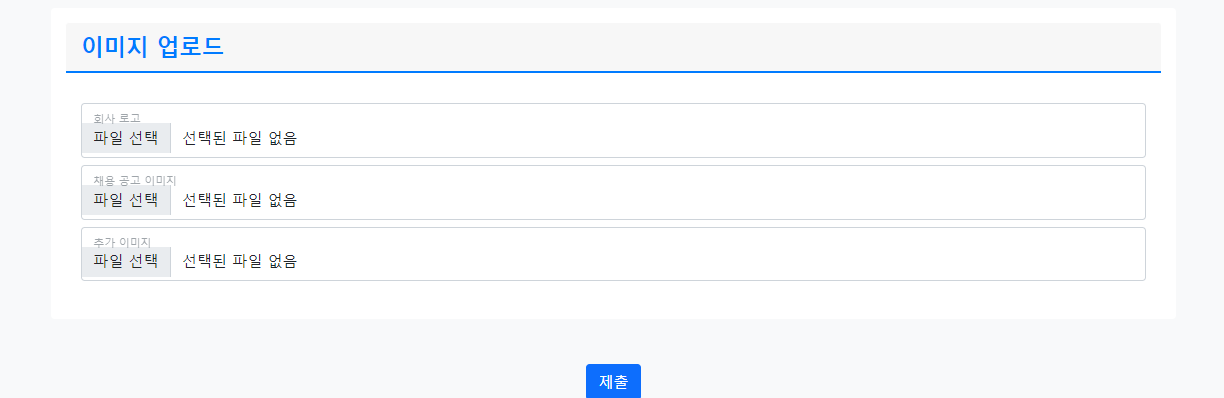 이미지 업로드
회사 로고
파일 선택 선택된 파일 없음
채용 공고 이미지
파일 선택 선택된 파일 없음
추가 이미지
파일 선택 선택된 파일 없음
제출